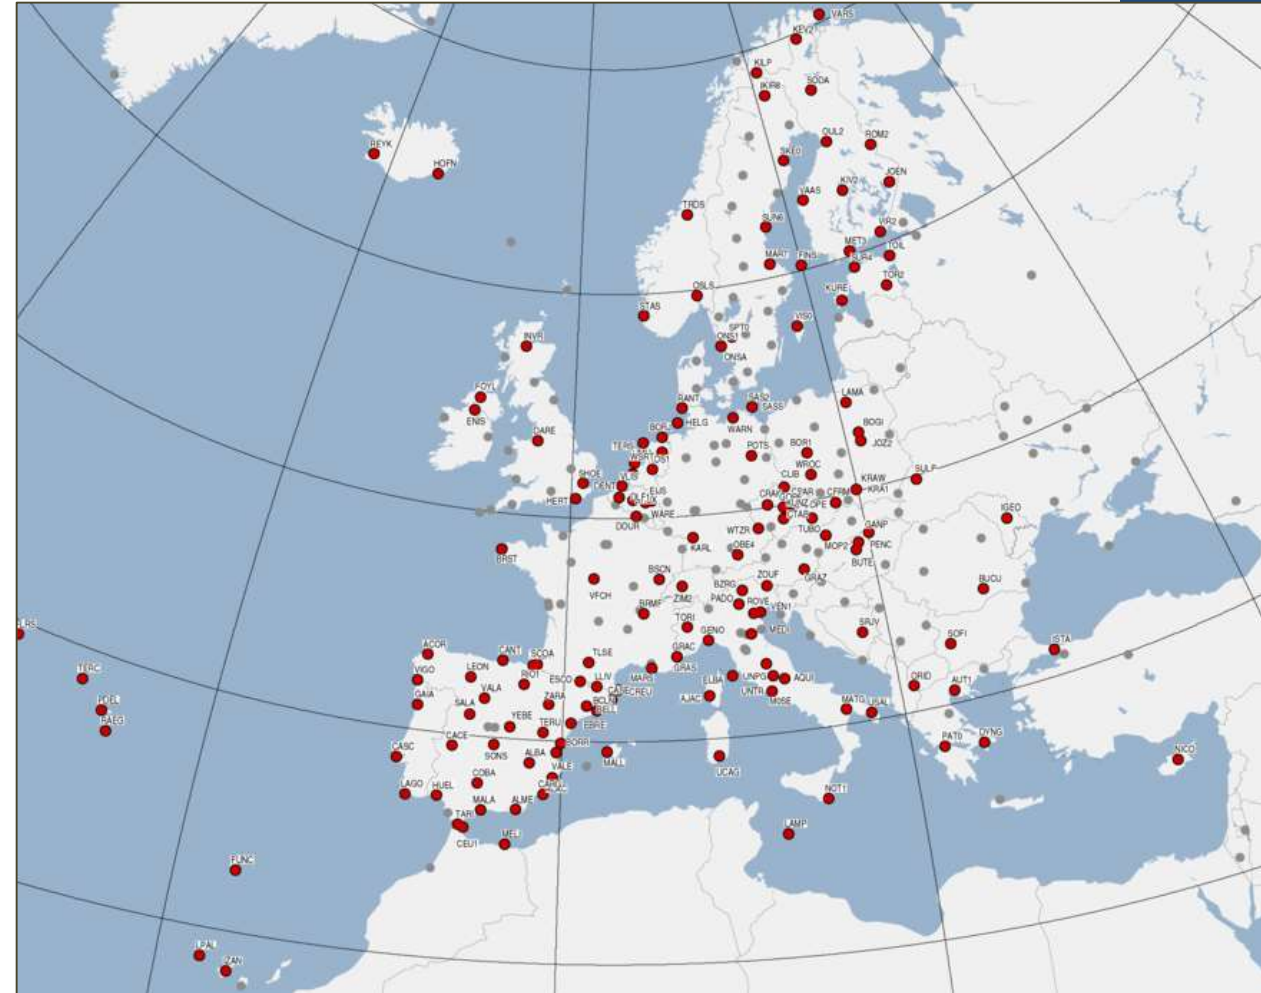 VARS
KEV2
KILP
SODA
REYK
HOFN
OUL2
ROM2
SKE0
JOEN
KIV2
VAAS
TRDS
SUN6
VIR2
MET3
TOIL
FINS
SUR4
TOR2
OSLS
KURE
STAS
VIS0
SPT0
INVR
ONS1
ONSA
FOYL
ENIS
LAMA
SAS2
SASS
RANT
HELG
WARN
BOGI
JOZ2
DARE
BORJ
TERS
POTS
BOR1
WROC
SHOE
VLIS
CLIB
SULP
KRAW
KRA1
HERT
DENT
EIJS
CPAR
CFRM
WARE
IGEO
DOUR
WTZR
TUBO
GANP
KARL
MOP2
PENC
BRST
OBE4
BUTE
BSCN
ZOUF
GRAZ
BUCU
VFCH
ZIM2
BZRG
BRMF
PADO
ROVE
VEN1
TORI
MEDI
SRJV
TERC
ACOR
CANT
SCOA
TLSE
GENO
SOFI
ISTA
VIGO
LEON
RIO1
ESCO
LLIV
MARS
GRAC
GRAS
ELBA
UNPG
AQUI
PDEL
GAIA
VALA
ZARA
CREU
AJAC
UNTR
M0SE
ORID
AUT1
RAEG
SALA
YEBE
TERU
EBRE
MATG
USAL
CASC
CACE
SONS
ALBA
BORR
MALL
UCAG
PAT0
DYNG
NICO
LAGO
HUEL
COBA
VALE
NOT1
TARI
MALA
ALME
LAMP
CEU1
MELI
FUNC
LPAL